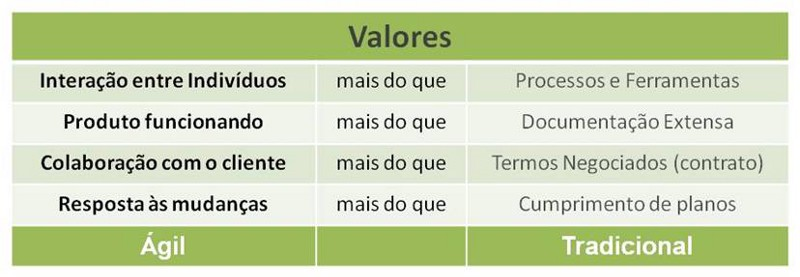 Valores
Interação entre Indivíduos mais do que Processos e Ferramentas
Produto funcionando mais do que Documentação Extensa
Colaboração com o cliente mais do que Termos Negociados (contrato)
Resposta às mudanças mais do que Cumprimento de planos
Ágil Tradicional